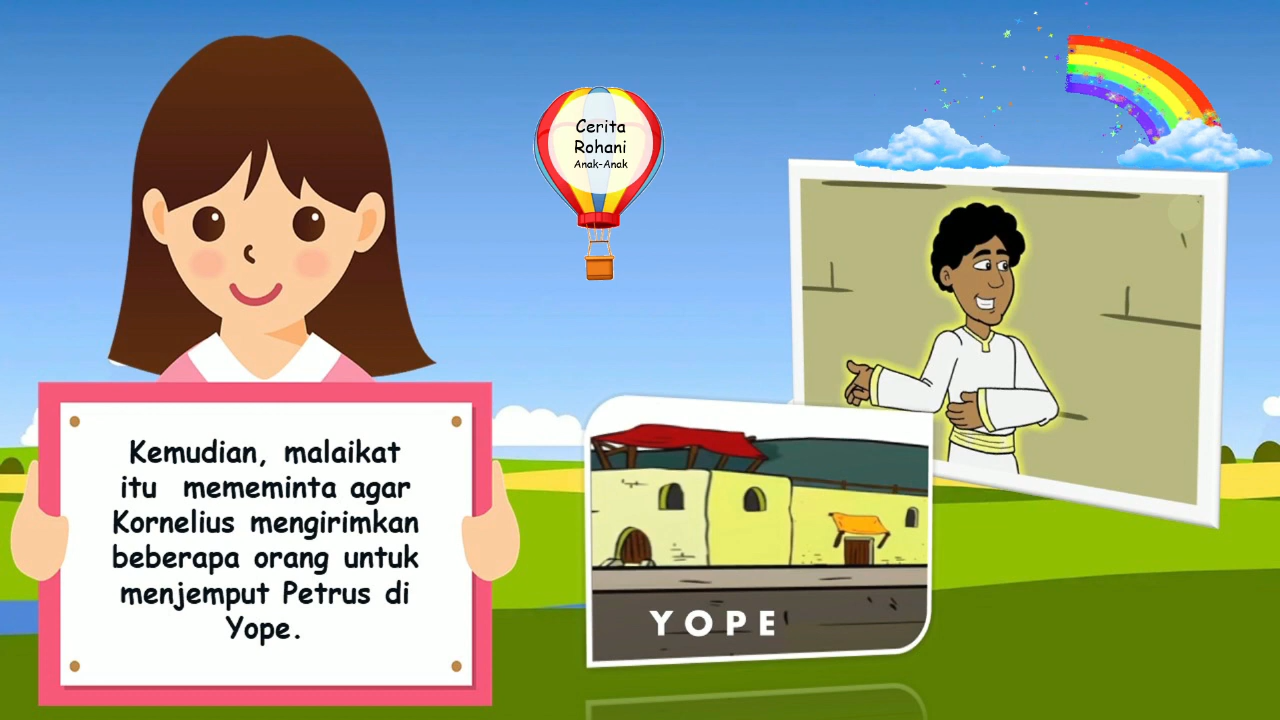 Cerita
Rohani
Anak-Anak
Kemudian, malaikat
itu mememinta agar
Kornelius mengirimkan
beberapa orang untuk
menjemput Petrus di
Yope.
YOPE